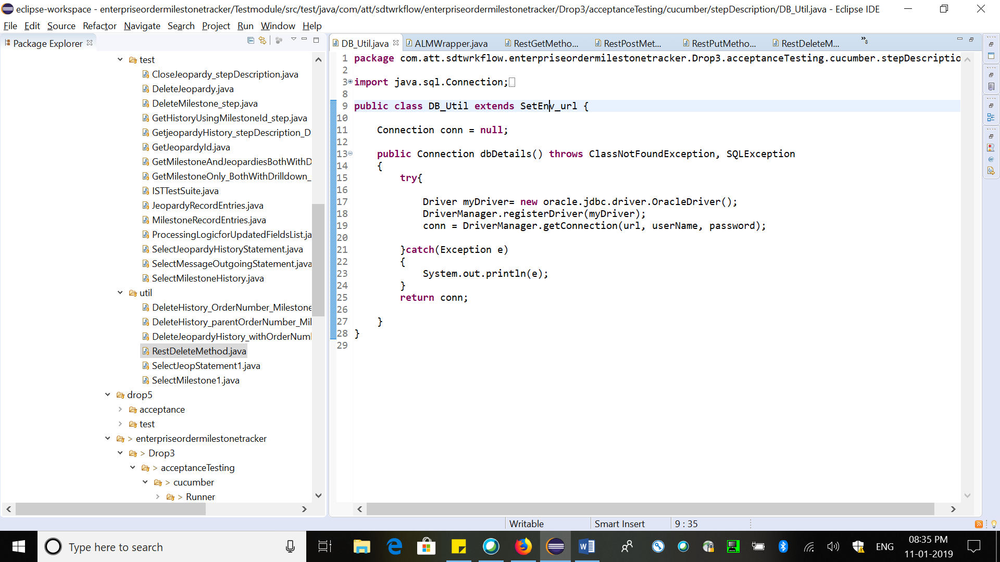 eclipse-workspace - enterpriseordermilestonetracker/Testmodule/src/test/java/com/att/sdtwrkflow/enterpriseordermilestonetracker/Drop3/acceptanceTesting/cucumber/stepDescription/DB_Util.java - Eclipse IDE
File Edit Source Refactor Navigate Search Project Run Window Help
Package Explorer
test
CloseJeopardy_stepDescription.java
DeleteJeopardy.java
DeleteMilestone_step.java
GetHistoryUsingMilestoneId_step.java
GetjeopardyHistory_stepDescription_D
GetJeopardyId.java
GetMilestoneAndJeopardiesBothWithD
GetMilestoneOnly_BothWithDrilldown_
ISTTestSuite.java
JeopardyRecordEntries.java
MilestoneRecordEntries.java
ProcessingLogicforUpdatedFieldsList.ja
SelectJeopardyHistoryStatement.java
SelectMessageOutgoingStatement.java
SelectMilestoneHistory.java
util
DeleteHistory_OrderNumber_Milestone
DeleteHistory_parentOrderNumber_Mil
DeleteJeopardyHistory_withOrderNum
RestDeleteMethod.java
SelectJeopStatement1.java
SelectMilestone1.java
drop5
acceptance
test
> enterpriseordermilestonetracker
> Drop3
> acceptanceTesting
> cucumber
> Runner
DB_Util.java ALMWrapper.java RestGetMetho... RestPostMet... RestPutMetho... RestDeleteM... »8
1 package com.att.sdtwrkflow.enterpriseordermilestonetracker.Drop3.acceptanceTesting.cucumber.stepDescriptio
2
3 import java.sql.Connection;
8
9 public class DB_Util extends SetEnv_url {
10
11 Connection conn = null;
12
13 public Connection dbDetails() throws ClassNotFoundException, SQLException
14 {
15 try{
16
17 Driver myDriver= new oracle.jdbc.driver.OracleDriver();
18 DriverManager.registerDriver(myDriver);
19 conn = DriverManager.getConnection(url, userName, password);
20
21 }catch(Exception e)
22 {
23 System.out.println(e);
24 }
25 return conn;
26
27 }
28 }
29
Writable Smart Insert 9 : 35
Type here to search
ENG
08:35 PM
11-01-2019